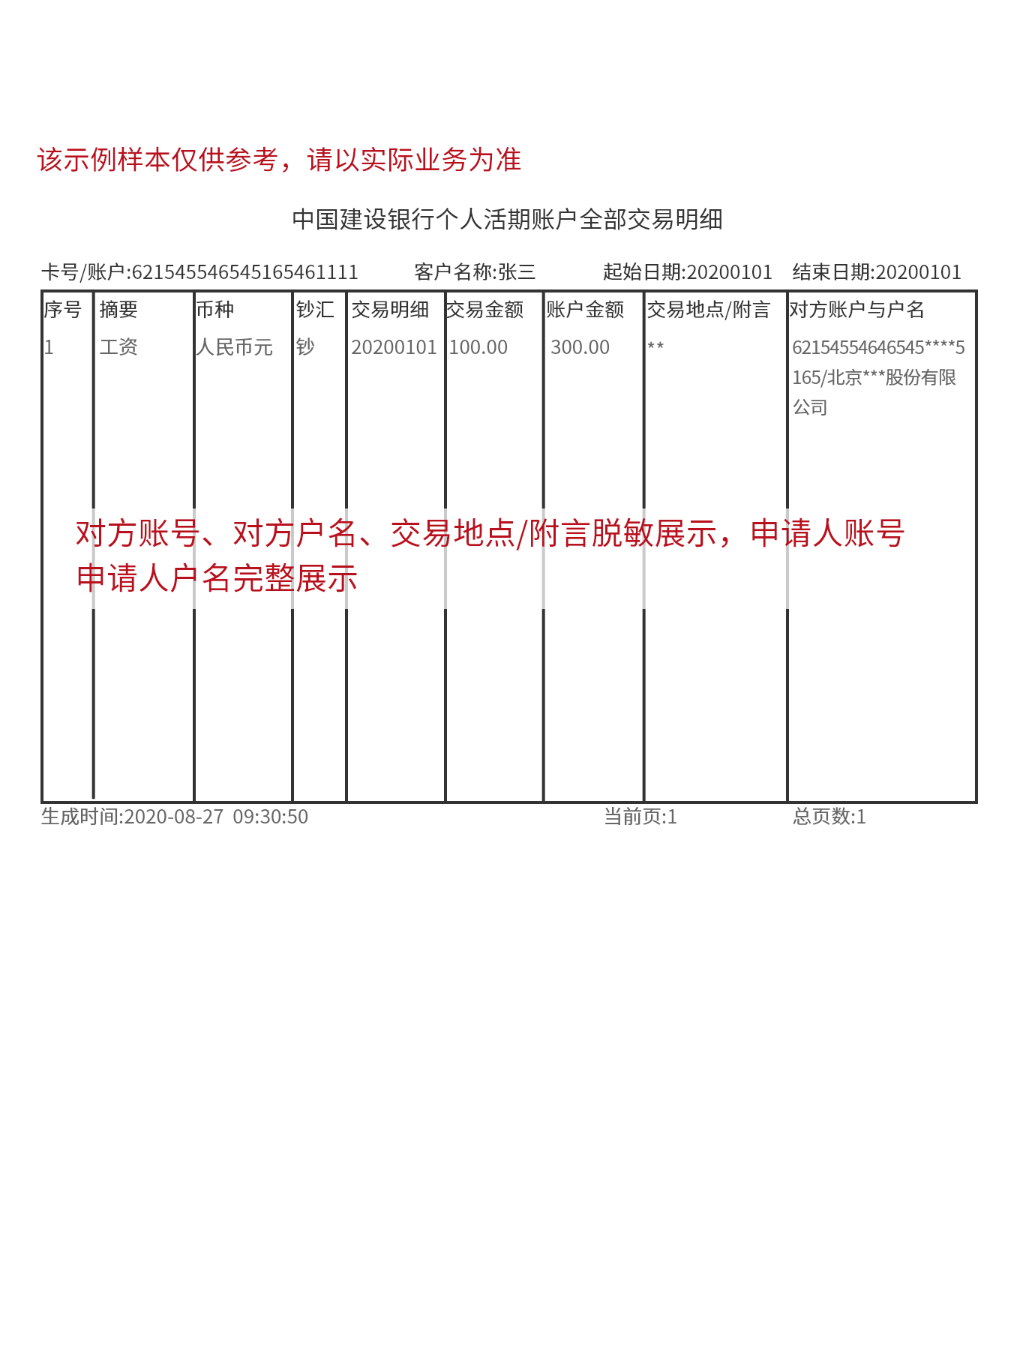 该示例样本仅供参考，请以实际业务为准
中国建设银行个人活期账户全部交易明细
卡号/账户:621545546545165461111 客户名称:张三 起始日期:20200101 结束日期:20200101
序号 摘要 币种 钞汇 交易明细 交易金额 账户金额 交易地点/附言 对方账户与户名
1 工资 人民币元 钞 20200101 100.00 300.00 ** 62154554646545****5
165/北京***股份有限
公司
对方账号、对方户名、交易地点/附言脱敏展示，申请人账号
申请人户名完整展示
生成时间:2020-08-27 09:30:50 当前页:1 总页数:1